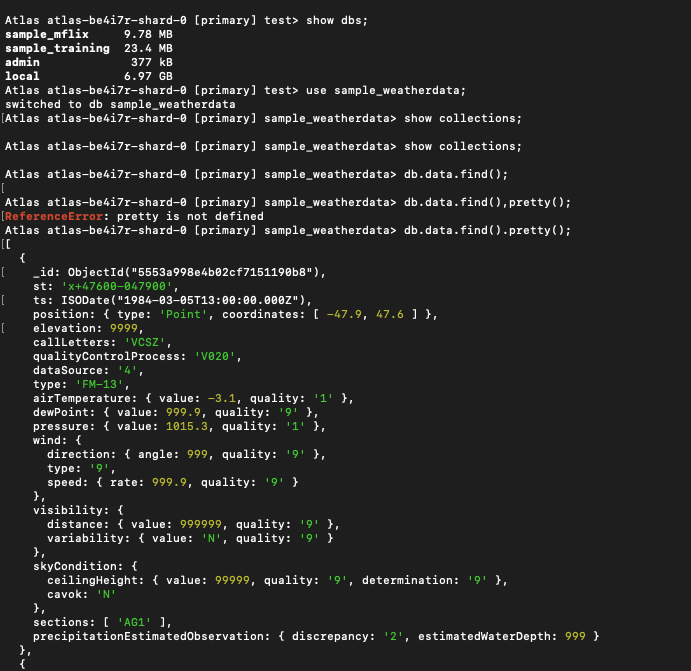 Atlas atlas-be4i7r-shard-0 [primary] test> show dbs;
sample_mflix     9.78 MB
sample_training  23.4 MB
admin             377 kB
local            6.97 GB
Atlas atlas-be4i7r-shard-0 [primary] test> use sample_weatherdata;
switched to db sample_weatherdata
[Atlas atlas-be4i7r-shard-0 [primary] sample_weatherdata> show collections;
Atlas atlas-be4i7r-shard-0 [primary] sample_weatherdata> show collections;
Atlas atlas-be4i7r-shard-0 [primary] sample_weatherdata> db.data.find();
[
Atlas atlas-be4i7r-shard-0 [primary] sample_weatherdata> db.data.find(),pretty();
[ReferenceError: pretty is not defined
Atlas atlas-be4i7r-shard-0 [primary] sample_weatherdata> db.data.find().pretty();
[[
  {
[   _id: ObjectId("5553a998e4b02cf7151190b8"),
    st: 'x+47600-047900',
[   ts: ISODate("1984-03-05T13:00:00.000Z"),
    position: { type: 'Point', coordinates: [ -47.9, 47.6 ] },
[   elevation: 9999,
    callLetters: 'VCSZ',
    qualityControlProcess: 'V020',
    dataSource: '4',
    type: 'FM-13',
    airTemperature: { value: -3.1, quality: '1' },
    dewPoint: { value: 999.9, quality: '9' },
    pressure: { value: 1015.3, quality: '1' },
    wind: {
      direction: { angle: 999, quality: '9' },
      type: '9',
      speed: { rate: 999.9, quality: '9' }
    },
    visibility: {
      distance: { value: 999999, quality: '9' },
      variability: { value: 'N', quality: '9' }
    },
    skyCondition: {
      ceilingHeight: { value: 99999, quality: '9', determination: '9' },
      cavok: 'N'
    },
    sections: [ 'AG1' ],
    precipitationEstimatedObservation: { discrepancy: '2', estimatedWaterDepth: 999 }
  },
  {